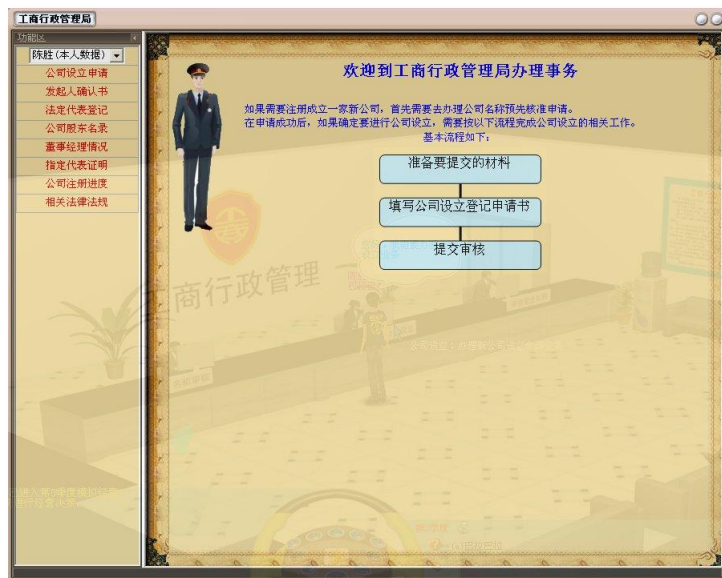 工商行政管理局
功能区
陈胜(本人数据)
公司设立申请
发起人确认书
法定代表登记
公司股东名录
董事经理情况
指定代表证明
公司注册进度
相关法律法规
欢迎到工商行政管理局办理事务
如果需要注册成立一家新公司,首先需要去办理公司名称预先核准申请。
在申请成功后,如果确定要进行公司设立,需要按以下流程完成公司设立的相关工作。
基本流程如下:
准备要提交的材料
填写公司设立登记申请书
提交审核
工商行政管理